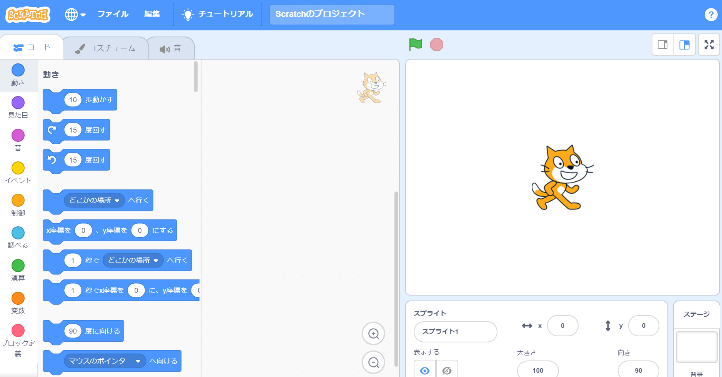 SCRATCH ファイル 編集 チュートリアル Scratchのプロジェクト ?
コード コスチューム 音
動き
見た目
音
イベント
制御
調べる
演算
変数
ブロック定義
動き
10 歩動かす
15 度回す
15 度回す
どこかの場所 へ行く
x座標を 0 、y座標を 0 にする
1 秒で どこかの場所 へ行く
1 秒でx座標を 0 に、y座標を 0
90 度に向ける
マウスのポインター へ向ける
スプライト
スプライト1 x 0 y 0
表示する 大きさ 100 向き 90
ステージ
背景